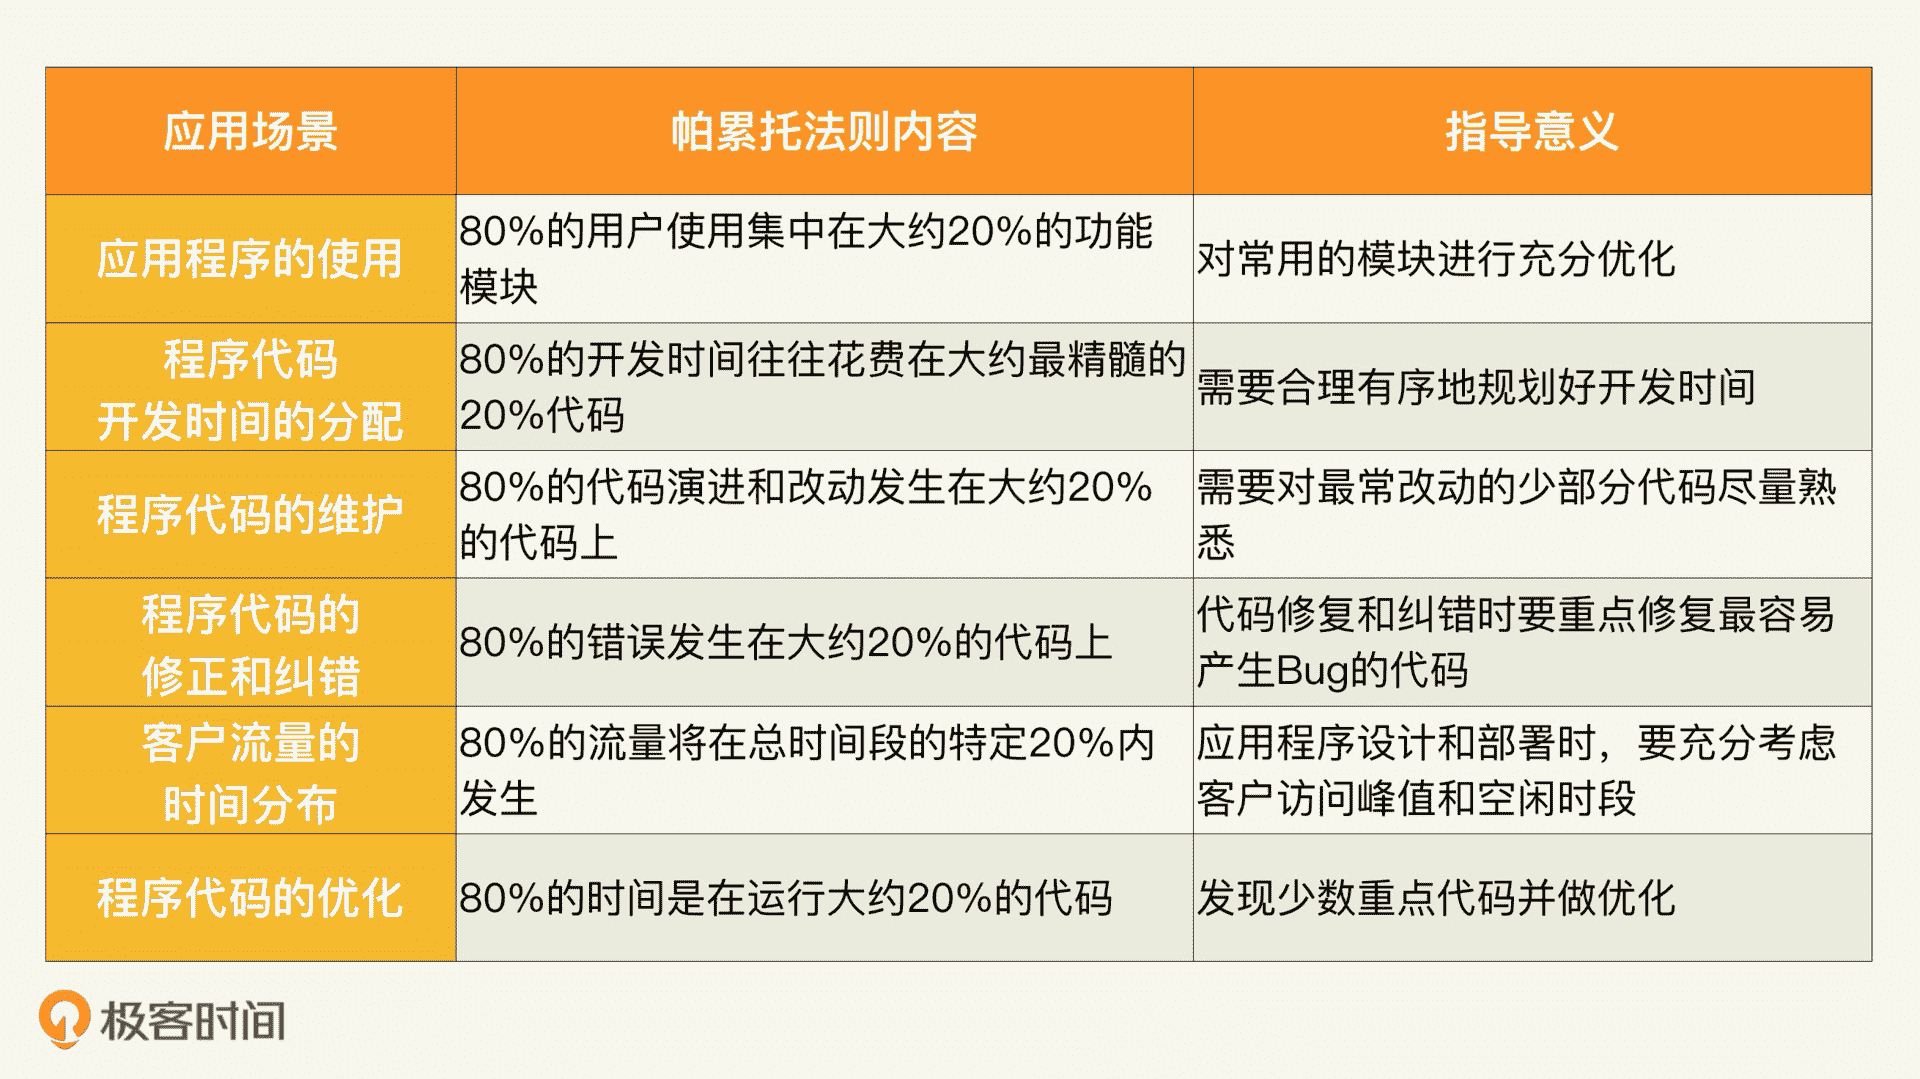 应用场景
帕累托法则内容
指导意义
应用程序的使用
80%的用户使用集中在大约20%的功能
模块
对常用的模块进行充分优化
程序代码
开发时间的分配
80%的开发时间往往花费在大约最精髓的
20%代码
需要合理有序地规划好开发时间
程序代码的维护
80%的代码演进和改动发生在大约20%
的代码上
需要对最常改动的少部分代码尽量熟
悉
程序代码的
修正和纠错
80%的错误发生在大约20%的代码上
代码修复和纠错时要重点修复最容易
产生Bug的代码
客户流量的
时间分布
80%的流量将在总时间段的特定20%内
发生
应用程序设计和部署时，要充分考虑
客户访问峰值和空闲时段
程序代码的优化
80%的时间是在运行大约20%的代码
发现少数重点代码并做优化
极客时间